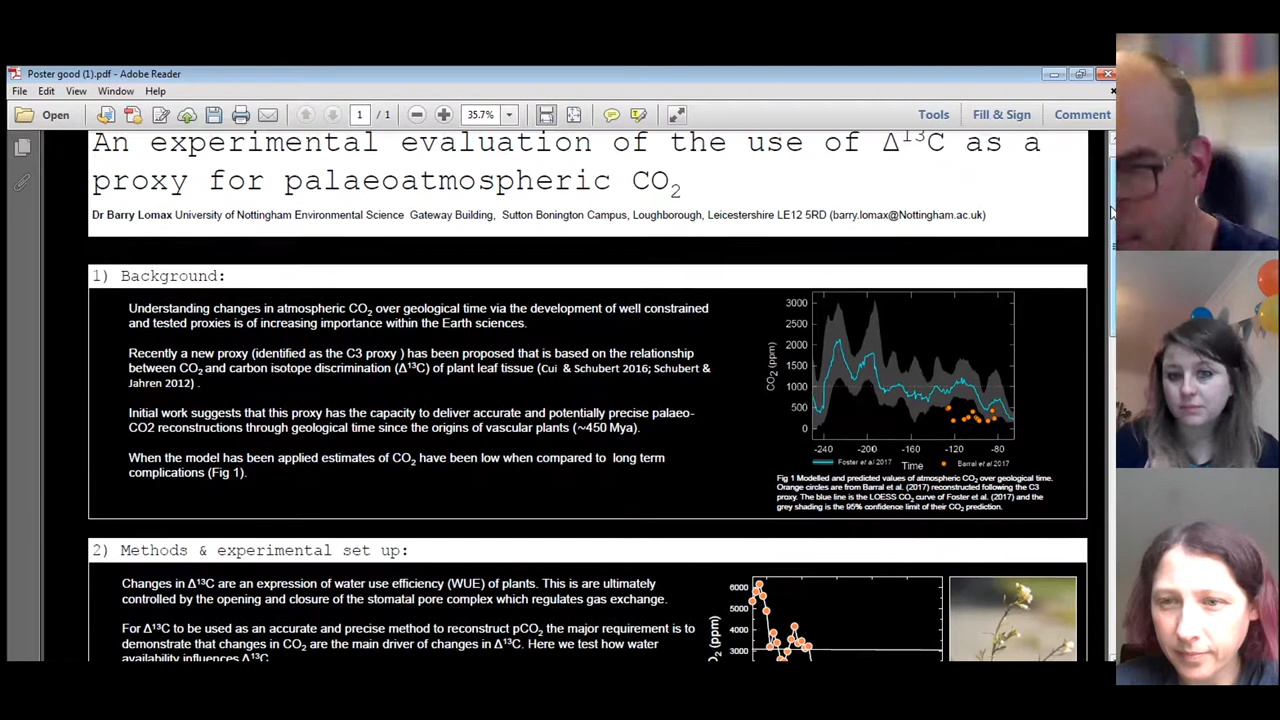 Poster good (1).pdf - Adobe Reader
File Edit View Window Help
Open 1 / 1 35.7% Tools Fill & Sign Comment
An experimental evaluation of the use of Δ¹³C as a
proxy for palaeoatmospheric CO₂
Dr Barry Lomax University of Nottingham Environmental Science Gateway Building, Sutton Bonington Campus, Loughborough, Leicestershire LE12 5RD (barry.lomax@Nottingham.ac.uk)
1) Background:
Understanding changes in atmospheric CO₂ over geological time via the development of well constrained
and tested proxies is of increasing importance within the Earth sciences.
Recently a new proxy (identified as the C3 proxy ) has been proposed that is based on the relationship
between CO₂ and carbon isotope discrimination (Δ¹³C) of plant leaf tissue (Cui & Schubert 2016; Schubert &
Jahren 2012) .
Initial work suggests that this proxy has the capacity to deliver accurate and potentially precise palaeo-
CO2 reconstructions through geological time since the origins of vascular plants (~450 Mya).
When the model has been applied estimates of CO₂ have been low when compared to long term
complications (Fig 1).
3000
2500
2000
1500
1000
500
0
CO₂ (ppm)
-240 -200 -160 -120 -80
Foster et al 2017 Time Barral et al 2017
Fig 1 Modelled and predicted values of atmospheric CO₂ over geological time.
Orange circles are from Barral et al. (2017) reconstructed following the C3
proxy. The blue line is the LOESS CO₂ curve of Foster et al. (2017) and the
grey shading is the 95% confidence limit of their CO₂ prediction.
2) Methods & experimental set up:
Changes in Δ¹³C are an expression of water use efficiency (WUE) of plants. This is are ultimately
controlled by the opening and closure of the stomatal pore complex which regulates gas exchange.
For Δ¹³C to be used as an accurate and precise method to reconstruct pCO₂ the major requirement is to
demonstrate that changes in CO₂ are the main driver of changes in Δ¹³C. Here we test how water
availability influences Δ¹³C.
6000
5000
4000
3000
O₂ (ppm)